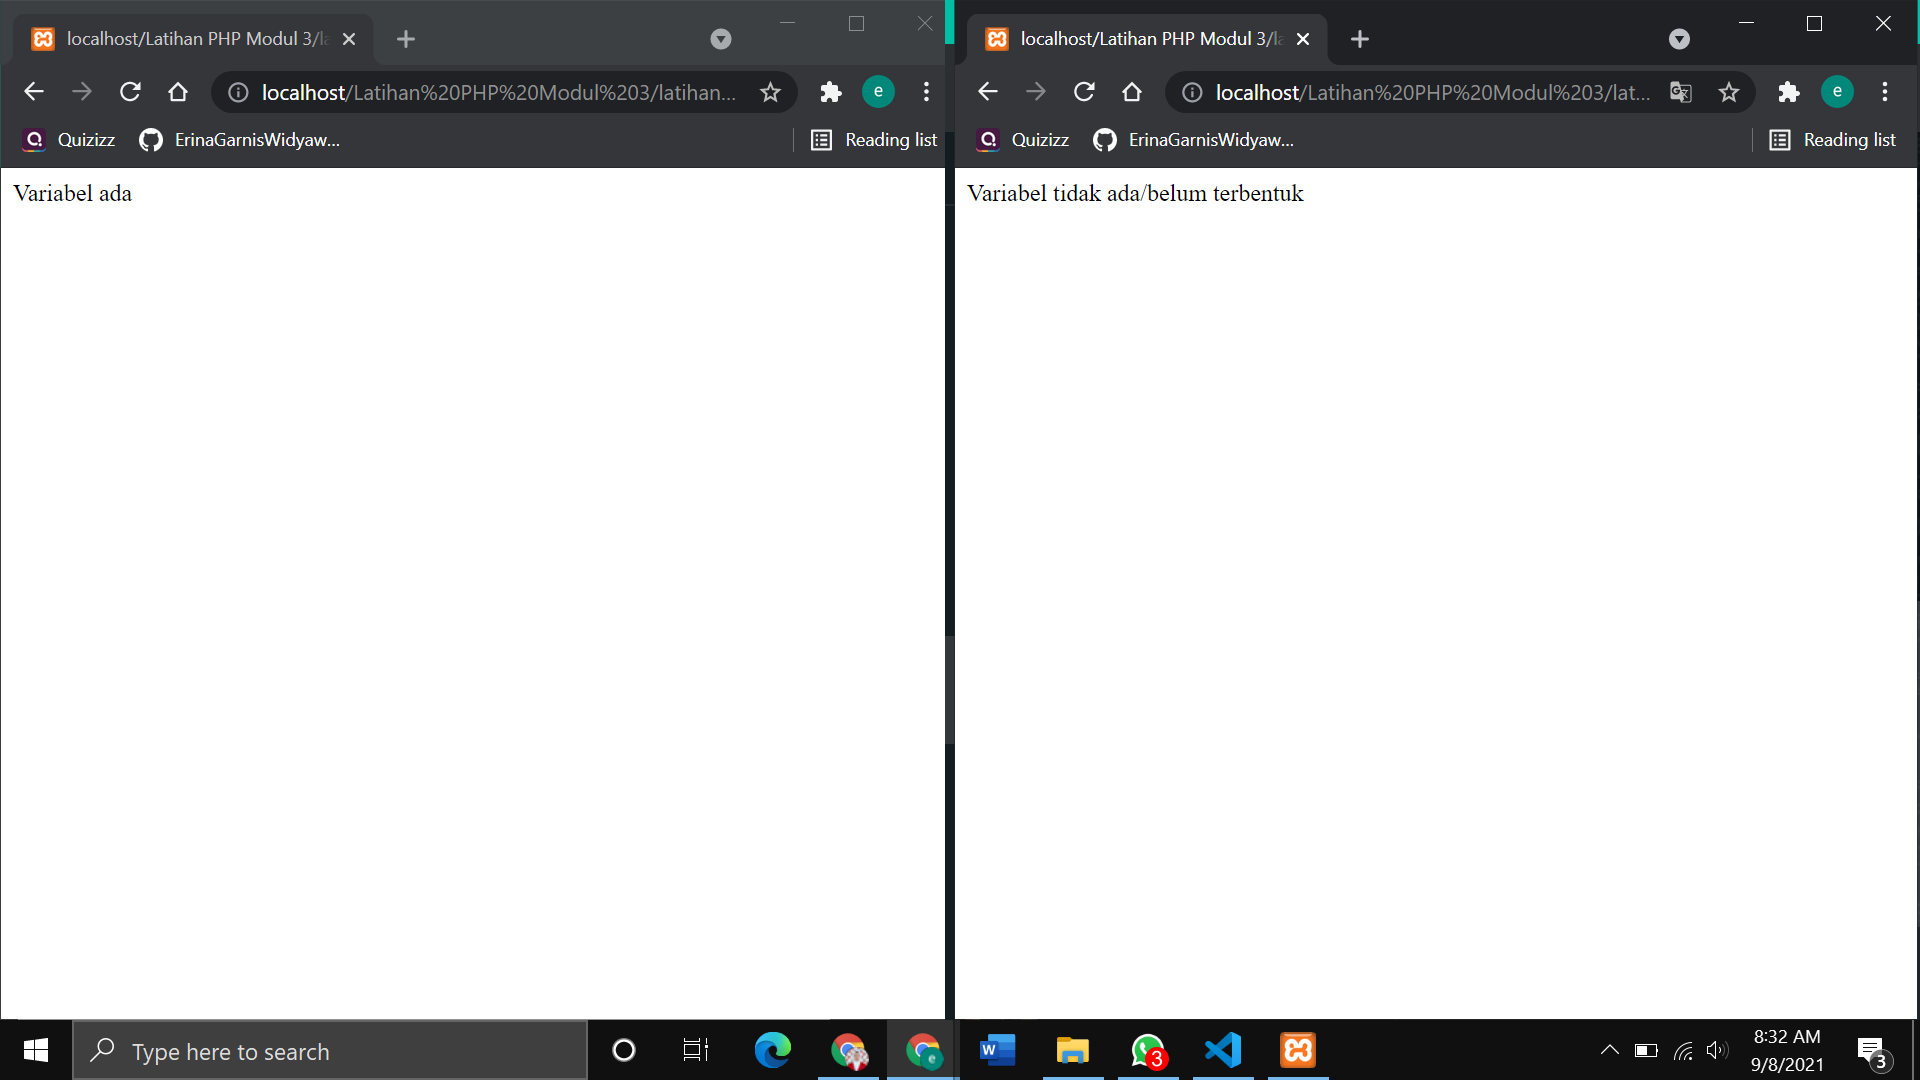 localhost/Latihan PHP Modul 3/la
localhost/Latihan%20PHP%20Modul%203/latihan...
e
Quizizz
ErinaGarnisWidyaw...
Reading list
Variabel ada
localhost/Latihan PHP Modul 3/la
localhost/Latihan%20PHP%20Modul%203/lat...
e
Quizizz
ErinaGarnisWidyaw...
Reading list
Variabel tidak ada/belum terbentuk
Type here to search
e
W
3
8:32 AM
9/8/2021
3